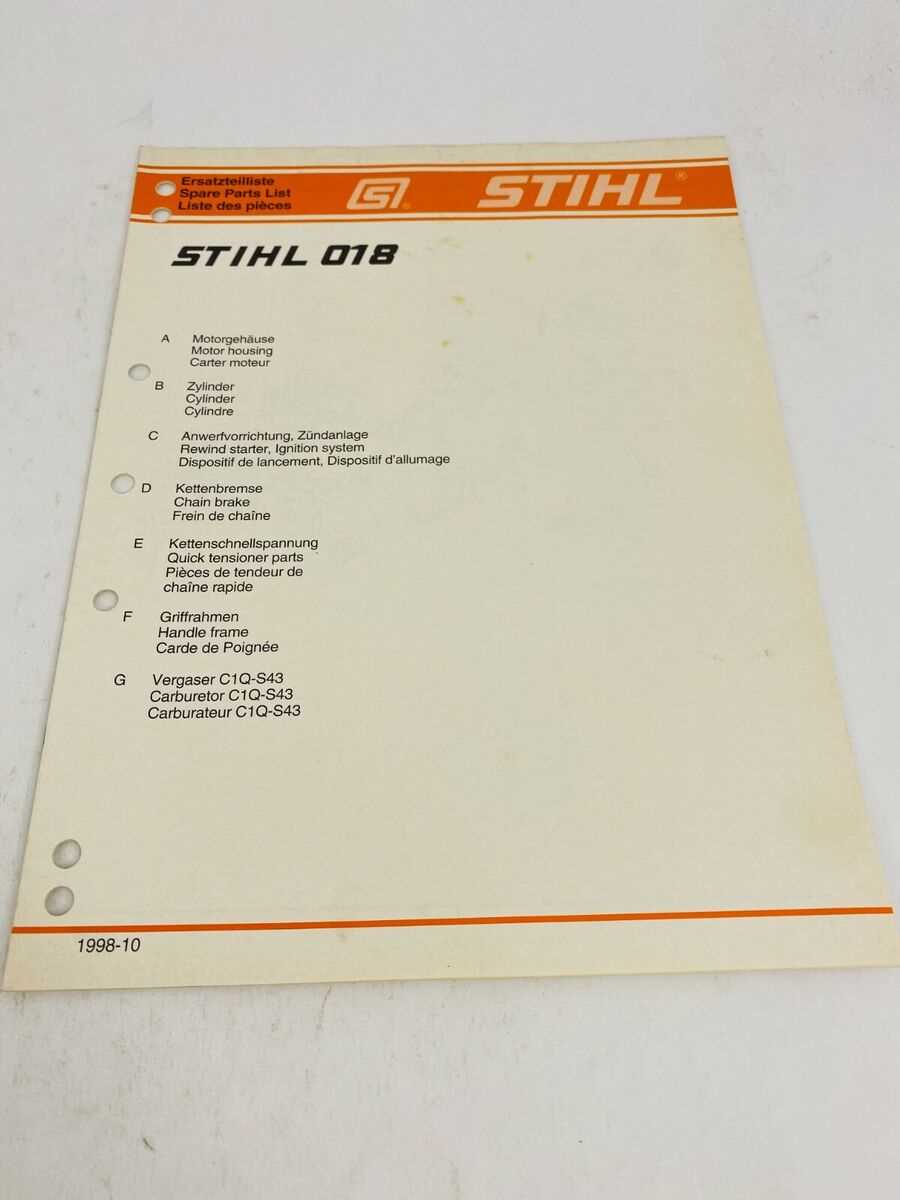 Ersatzteilliste
Spare Parts List
Liste des pièces
STIHL®
STIHL 018
A Motorgehäuse
Motor housing
Carter moteur
B Zylinder
Cylinder
Cylindre
C Anwerfvorrichtung, Zündanlage
Rewind starter, Ignition system
Dispositif de lancement, Dispositif d'allumage
D Kettenbremse
Chain brake
Frein de chaîne
E Kettenschnellspannung
Quick tensioner parts
Pièces de tendeur de
chaîne rapide
F Griffrahmen
Handle frame
Carde de Poignée
G Vergaser C1Q-S43
Carburetor C1Q-S43
Carburateur C1Q-S43
1998-10